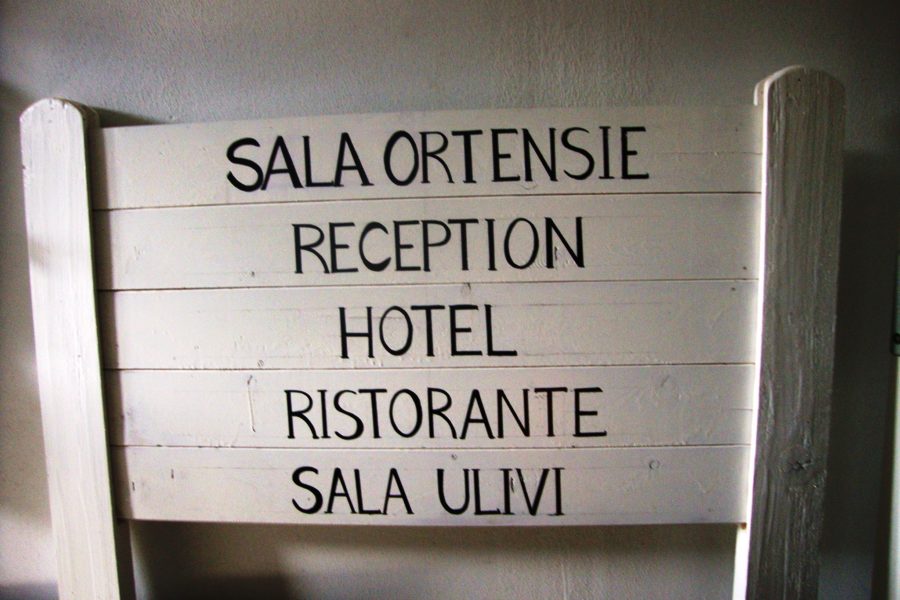 SALA ORTENSIE
RECEPTION
HOTEL
RISTORANTE
SALA ULIVI